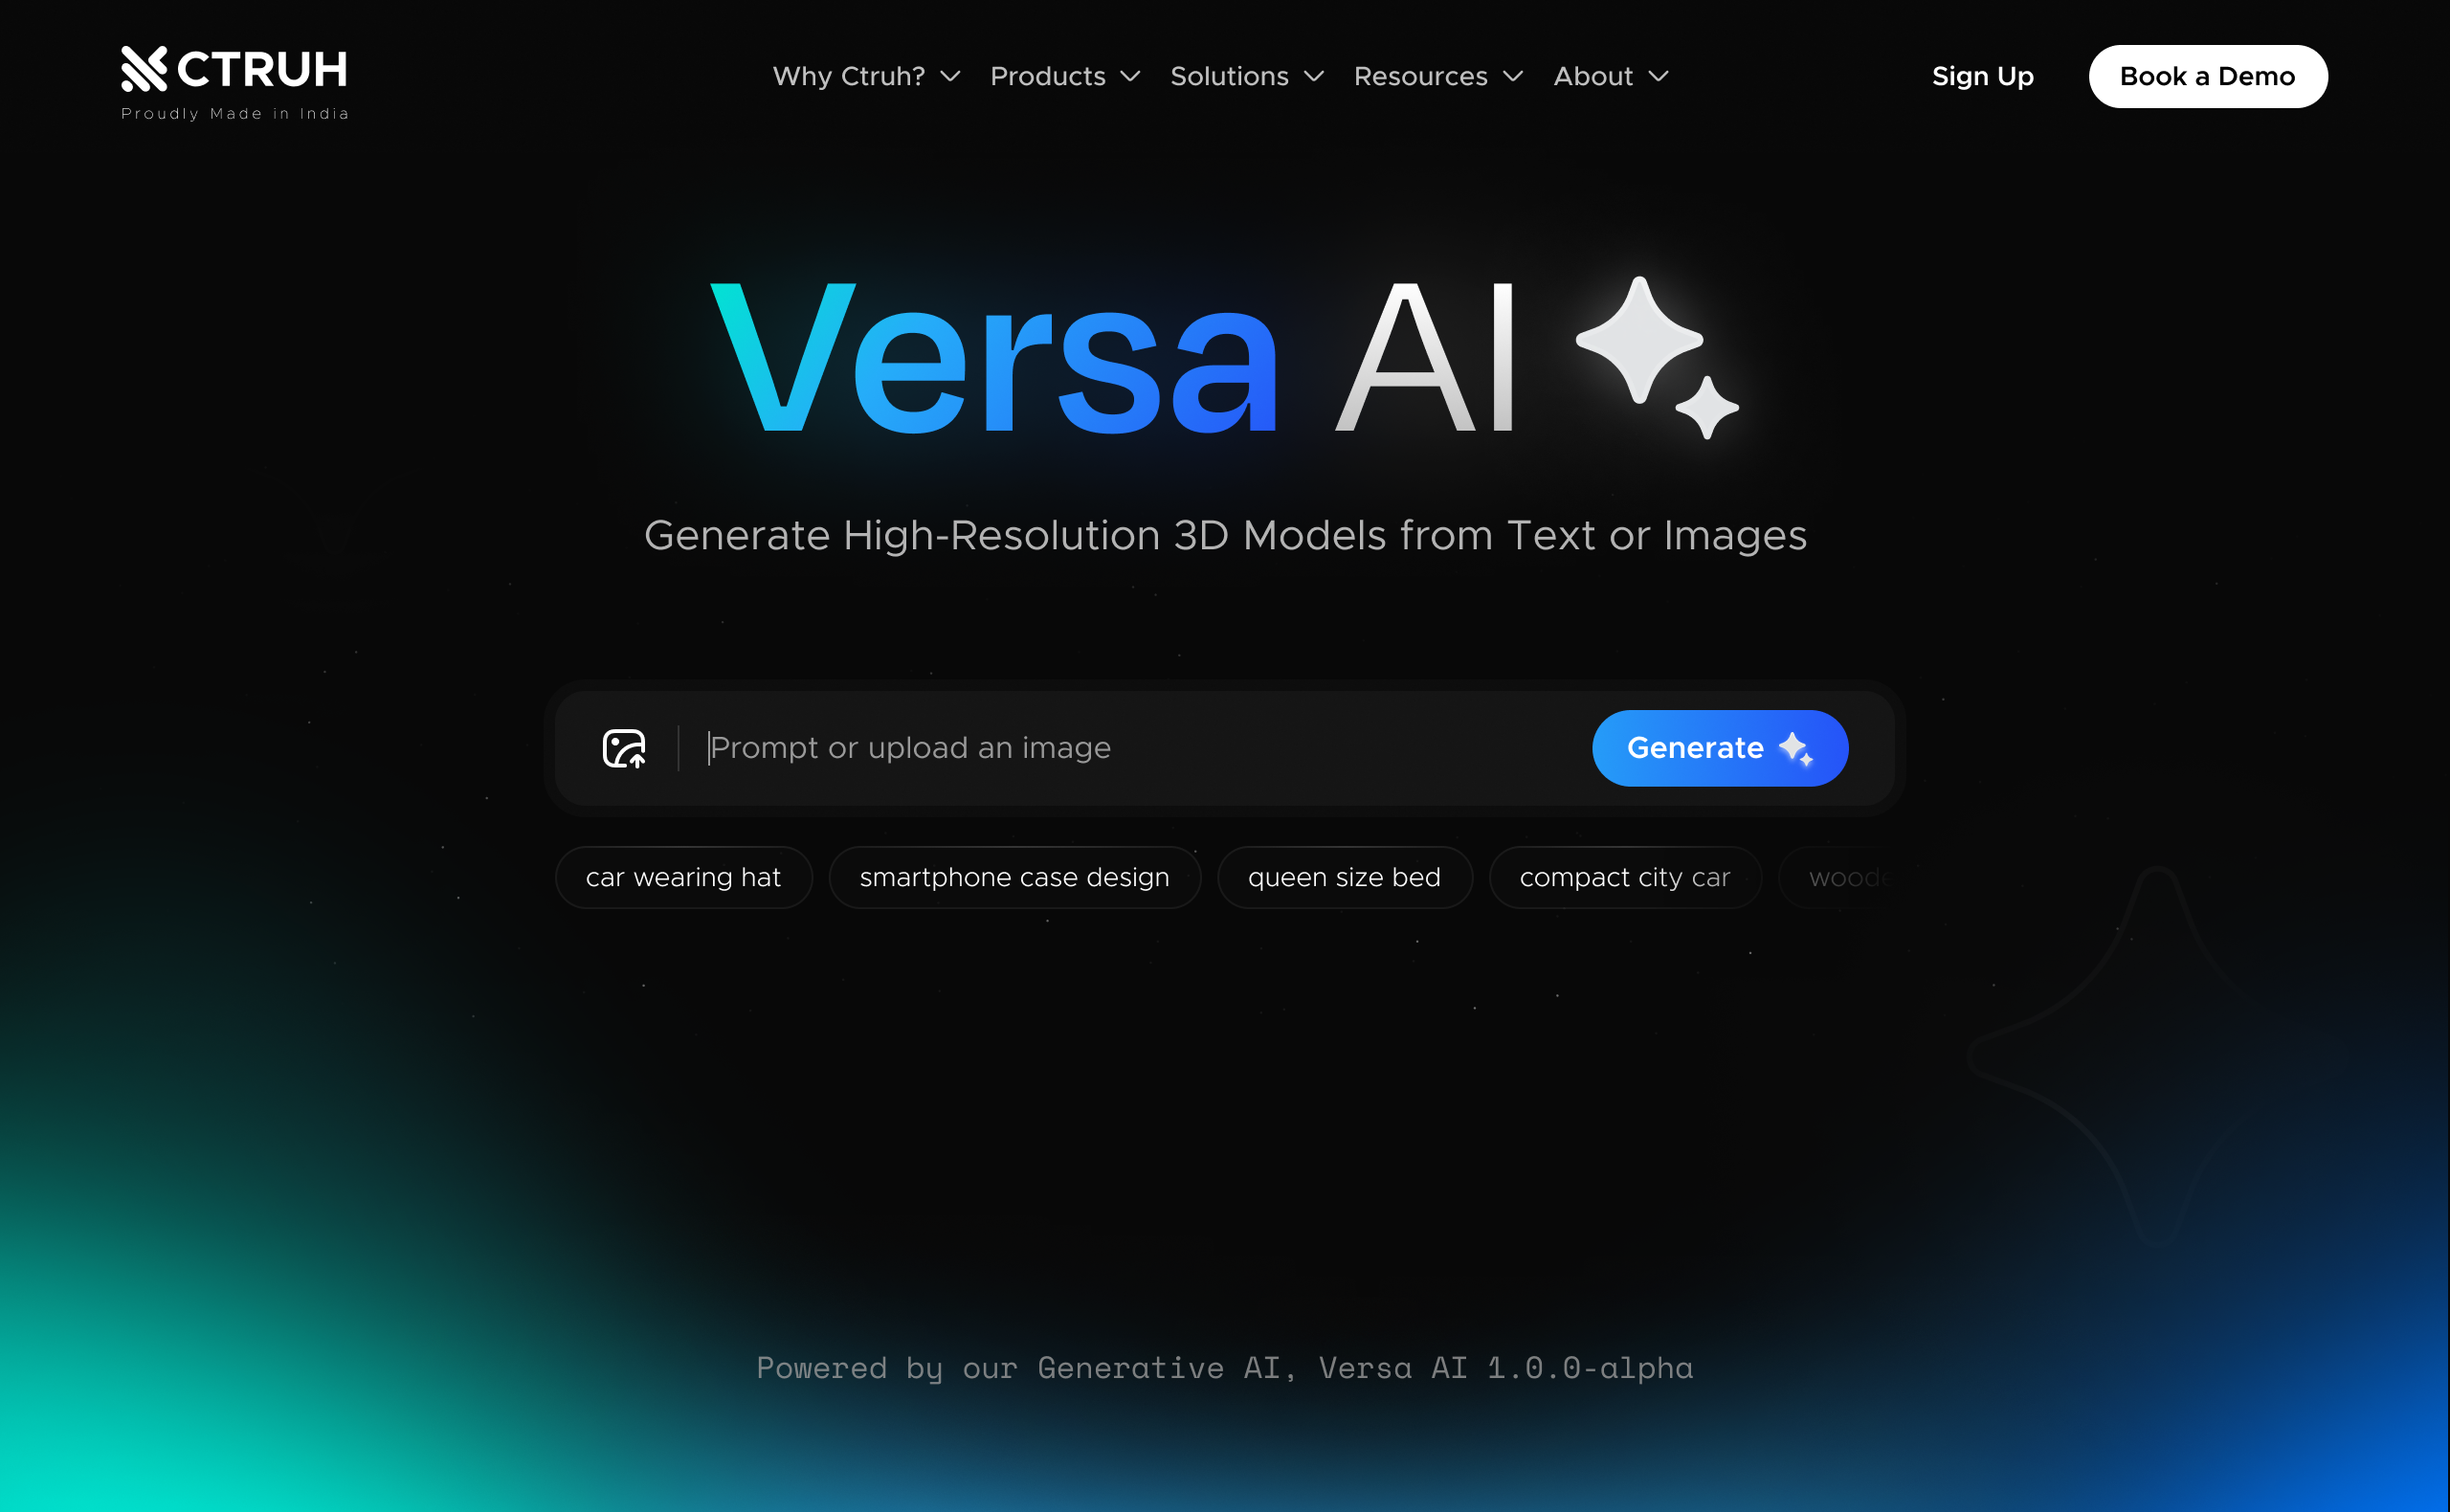 CTRUH
Proudly Made in India
Why Ctruh?
Products
Solutions
Resources
About
Sign Up
Book a Demo
Versa AI
Generate High-Resolution 3D Models from Text or Images
Prompt or upload an image
Generate
car wearing hat
smartphone case design
queen size bed
compact city car
Powered by our Generative AI, Versa AI 1.0.0-alpha